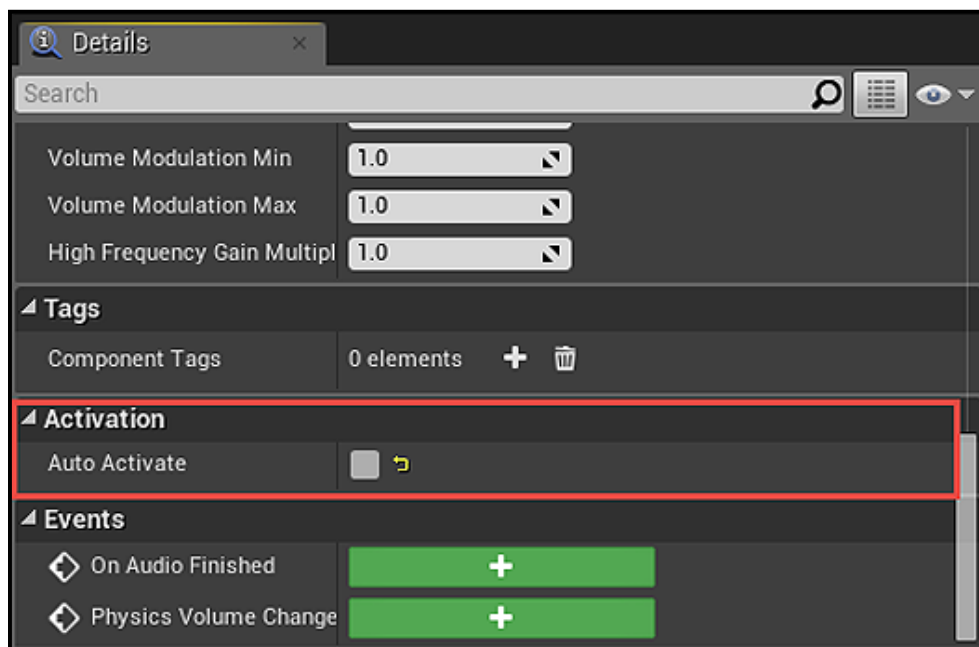 Details
Search
Volume Modulation Min 1.0
Volume Modulation Max 1.0
High Frequency Gain Multipl 1.0
Tags
Component Tags 0 elements
Activation
Auto Activate
Events
On Audio Finished
Physics Volume Change